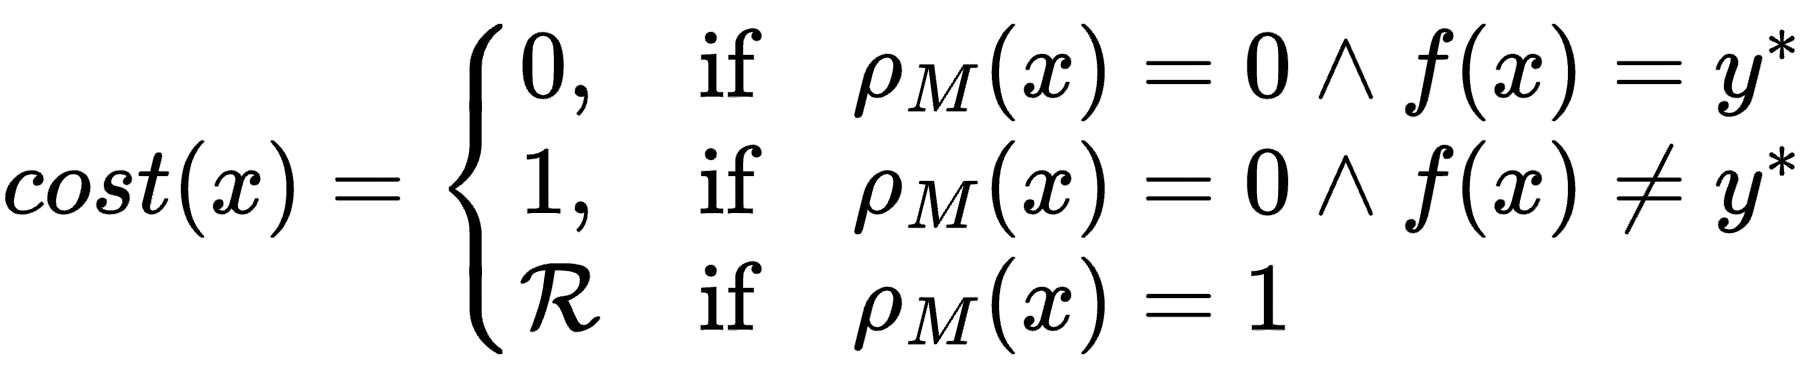 cost(x) = { 0, if ρ_M(x) = 0 ∧ f(x) = y*
1, if ρ_M(x) = 0 ∧ f(x) ≠ y*
ℛ if ρ_M(x) = 1